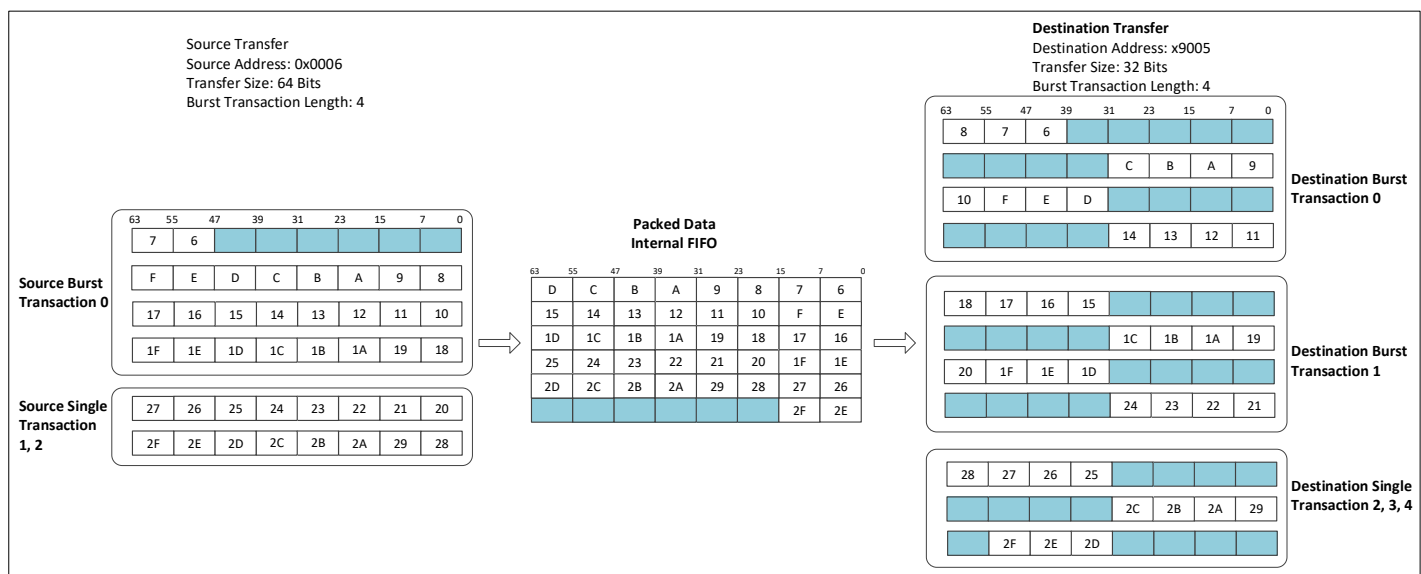 Source Transfer
Source Address: 0x0006
Transfer Size: 64 Bits
Burst Transaction Length: 4
Destination Transfer
Destination Address: x9005
Transfer Size: 32 Bits
Burst Transaction Length: 4
63 55 47 39 31 23 15 7 0
7 6
Source Burst
Transaction 0
F E D C B A 9 8
17 16 15 14 13 12 11 10
1F 1E 1D 1C 1B 1A 19 18
Source Single
Transaction
1, 2
27 26 25 24 23 22 21 20
2F 2E 2D 2C 2B 2A 29 28
Packed Data
Internal FIFO
63 55 47 39 31 23 15 7 0
D C B A 9 8 7 6
15 14 13 12 11 10 F E
1D 1C 1B 1A 19 18 17 16
25 24 23 22 21 20 1F 1E
2D 2C 2B 2A 29 28 27 26
2F 2E
63 55 47 39 31 23 15 7 0
8 7 6
C B A 9
10 F E D
14 13 12 11
Destination Burst
Transaction 0
18 17 16 15
1C 1B 1A 19
20 1F 1E 1D
24 23 22 21
Destination Burst
Transaction
1
28 27 26 25
2C 2B 2A 29
2F 2E 2D
Destination Single
Transaction 2, 3, 4